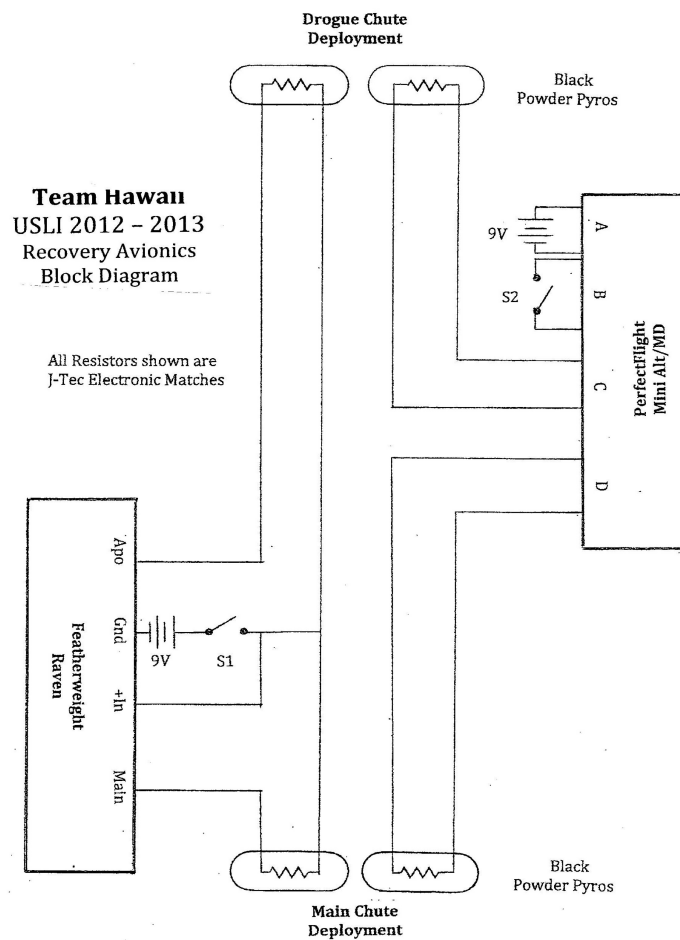 Drogue Chute
Deployment
Black
Powder Pyros
Team Hawaii
USLI 2012 – 2013
Recovery Avionics
Block Diagram
9V
A
S2
B
PerfectFlight
Mini Alt/MD
All Resistors shown are
J-Tec Electronic Matches
C
D
Apo
Gnd
9V
S1
Featherweight
Raven
+In
Main
Black
Powder Pyros
Main Chute
Deployment